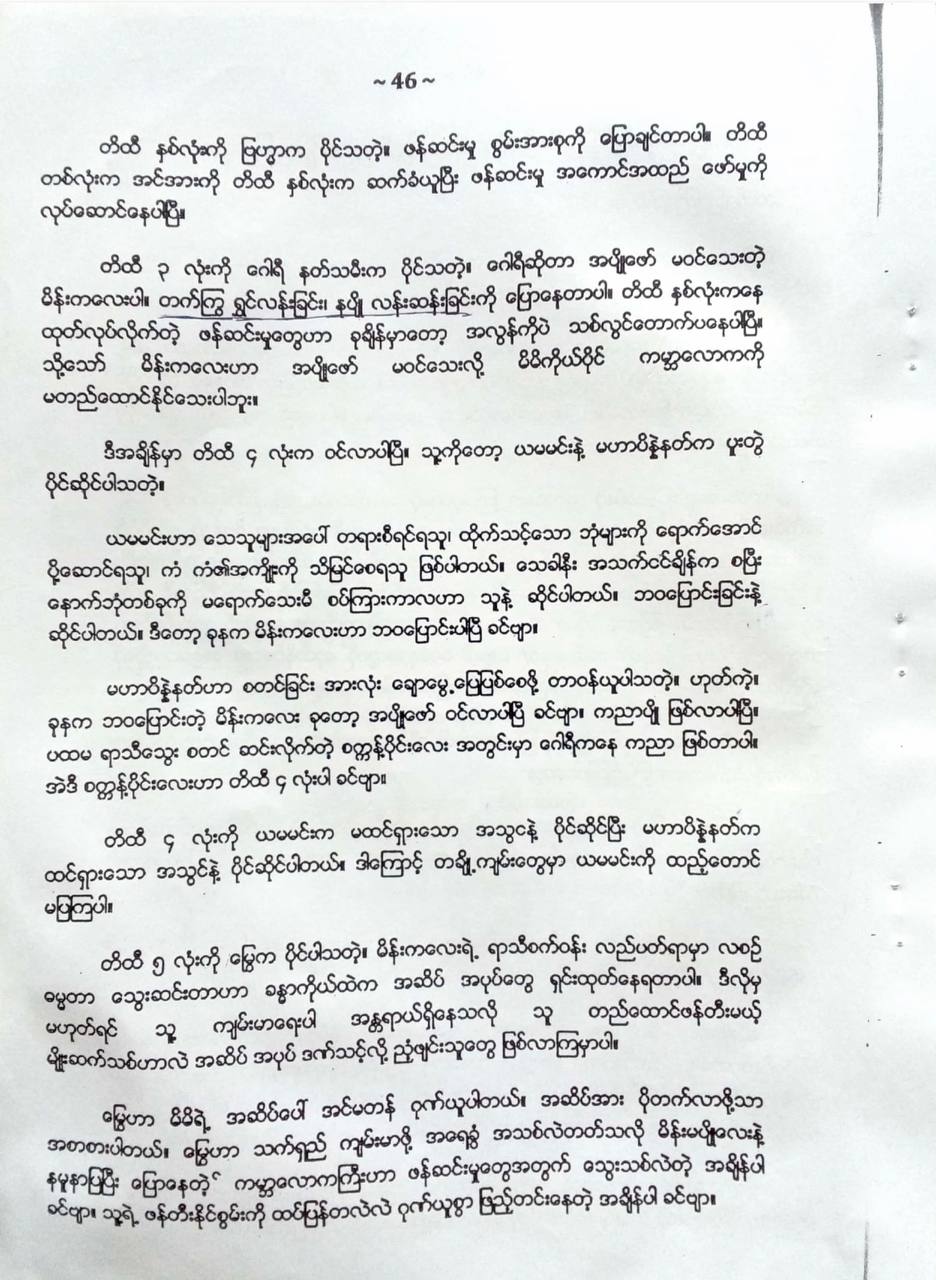 ~ 46 ~
တိထီ နှစ်လုံးကို ဗြဟ္မာက ပိုင်သတဲ့။ ဖန်ဆင်းမှု စွမ်းအားစုကို ပြောချင်တာပါ။ တိထီ
တစ်လုံးက အင်အားကို တိထီ နှစ်လုံးက ဆက်ခံယူပြီး ဖန်ဆင်းမှု အကောင်အထည် ဖော်မှုကို
လုပ်ဆောင်နေပါပြီ။
တိထီ ၃ လုံးကို ဂေါရီ နတ်သမီးက ပိုင်သတဲ့။ ဂေါရီဆိုတာ အပျိုဖော် မဝင်သေးတဲ့
မိန်းကလေးပါ။ တက်ကြွ ရွှင်လန်းခြင်း၊ နုပျို လန်းဆန်းခြင်းကို ပြောနေတာပါ။ တိထီ နှစ်လုံးကနေ
ထုတ်လုပ်လိုက်တဲ့ ဖန်ဆင်းမှုတွေဟာ ခုချိန်မှာတော့ အလွန်ကိုပဲ သစ်လွင်တောက်ပနေပါပြီ။
သို့သော် မိန်းကလေးဟာ အပျိုဖော် မဝင်သေးလို့ မိမိကိုယ်ပိုင် ကမ္ဘာလောကကို
မတည်ထောင်နိုင်သေးပါဘူး။
ဒီအချိန်မှာ တိထီ ၄ လုံးက ဝင်လာပါပြီ။ သူ့ကိုတော့ ယမမင်းနဲ့ မဟာပိန္နဲနတ်က ပူးတွဲ
ပိုင်ဆိုင်ပါသတဲ့။
ယမမင်းဟာ သေသူများအပေါ် တရားစီရင်ရသူ၊ ထိုက်သင့်သော ဘုံများကို ရောက်အောင်
ပို့ဆောင်ရသူ၊ ကံ ကံ၏အကျိုးကို သိမြင်စေရသူ ဖြစ်ပါတယ်။ သေခါနီး အသက်ငင်ချိန်က စပြီး
နောက်ဘုံတစ်ခုကို မရောက်သေးမီ စပ်ကြားကာလဟာ သူနဲ့ ဆိုင်ပါတယ်။ ဘဝပြောင်းခြင်းနဲ့
ဆိုင်ပါတယ်။ ဒီတော့ ခုနက မိန်းကလေးဟာ ဘဝပြောင်းပါပြီ ခင်ဗျာ။
မဟာပိန္နဲနတ်ဟာ စတင်ခြင်း အားလုံး ချောမွေ့ပြေပြစ်စေဖို့ တာဝန်ယူပါသတဲ့။ ဟုတ်ကဲ့။
ခုနက ဘဝပြောင်းတဲ့ မိန်းကလေး ခုတော့ အပျိုဖော် ဝင်လာပါပြီ ခင်ဗျာ။ ကညာပျို ဖြစ်လာပါပြီ။
ပထမ ရာသီသွေး စတင် ဆင်းလိုက်တဲ့ စက္ကန့်ပိုင်းလေး အတွင်းမှာ ဂေါရီကနေ ကညာ ဖြစ်တာပါ။
အဲဒီ စက္ကန့်ပိုင်းလေးဟာ တိထီ ၄ လုံးပါ ခင်ဗျာ။
တိထီ ၄ လုံးကို ယမမင်းက မထင်ရှားသော အသွင်နဲ့ ပိုင်ဆိုင်ပြီး မဟာပိန္နဲနတ်က
ထင်ရှားသော အသွင်နဲ့ ပိုင်ဆိုင်ပါတယ်။ ဒါကြောင့် တချို့ကျမ်းတွေမှာ ယမမင်းကို ထည့်တောင်
မပြကြပါ။
တိထီ ၅ လုံးကို မြွေက ပိုင်ပါသတဲ့။ မိန်းကလေးရဲ့ ရာသီစက်ဝန်း လည်ပတ်ရာမှာ လစဉ်
ဓမ္မတာ သွေးဆင်းတာဟာ ခန္ဓာကိုယ်ထဲက အဆိပ် အပုပ်တွေ ရှင်းထုတ်နေရတာပါ။ ဒီလိုမှ
မဟုတ်ရင် သူ့ ကျမ်းမာရေးပါ အန္တရာယ်ရှိနေသလို သူ တည်ထောင်ဖန်တီးမယ့်
မျိုးဆက်သစ်ဟာလဲ အဆိပ် အပုပ် ဒဏ်သင့်လို့ ညံ့ဖျင်းသူတွေ ဖြစ်လာကြမှာပါ။
မြွေဟာ မိမိရဲ့ အဆိပ်ပေါ် အင်မတန် ဂုဏ်ယူပါတယ်။ အဆိပ်အား ပိုတက်လာဖို့သာ
အစာစားပါတယ်။ မြွေဟာ သက်ရှည် ကျမ်းမာဖို့ အရေခွံ အသစ်လဲတတ်သလို မိန်းမပျိုလေးနဲ့
နမူနာပြပြီး ပြောနေတဲ့ ကမ္ဘာလောကကြီးဟာ ဖန်ဆင်းမှုတွေအတွက် သွေးသစ်လဲတဲ့ အချိန်ပါ
ခင်ဗျာ။ သူ့ရဲ့ ဖန်တီးနိုင်စွမ်းကို ထပ်ပြန်တလဲလဲ ဂုဏ်ယူစွာ ဖြည့်တင်းနေတဲ့ အချိန်ပါ ခင်ဗျာ။